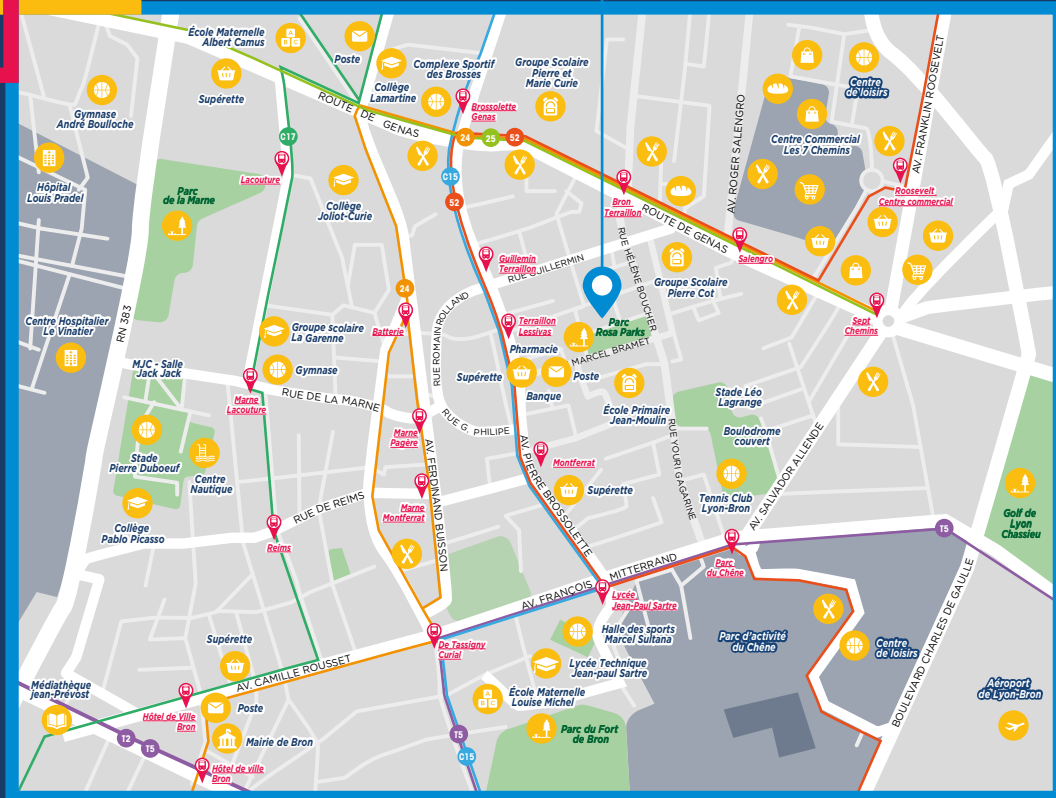 École Maternelle
Albert Camus
Poste
Supérette
Collège
Lamartine
Complexe Sportif
des Brosses
Groupe Scolaire
Pierre et
Marie Curie
Brossolette
Genas
Centre
de loisirs
AV. FRANKLIN ROOSEVELT
Gymnase
André Boulloche
ROUTE DE GENAS
24
25
52
C17
AV. ROGER SALENGRO
Centre Commercial
Les 7 Chemins
Hôpital
Louis Pradel
Lacouture
C15
52
Parc
de la Marne
Collège
Joliot-Curie
Bron
Terraillon
ROUTE DE GENAS
Roosevelt
Centre commercial
Guillemin
Terraillon
RUE GUILLERMIN
RUE HÉLÈNE BOUCHER
Salengro
Groupe Scolaire
Pierre Cot
24
RN 383
Centre Hospitalier
Le Vinatier
Groupe scolaire
La Garenne
Batterie
RUE ROMAIN ROLLAND
Terraillon
Lessivas
Parc
Rosa Parks
Sept
Chemins
MJC - Salle
Jack Jack
Gymnase
Pharmacie
MARCEL BRAMET
Supérette
Poste
Banque
Marne
Lacouture
RUE DE LA MARNE
École Primaire
Jean-Moulin
Stade Léo
Lagrange
Marne
Pagère
RUE G. PHILIPE
Boulodrome
couvert
Stade
Pierre Duboeuf
Centre
Nautique
AV. FERDINAND BUISSON
AV. PIERRE BROSSOLETTE
Montferrat
RUE YOURI GAGARINE
AV. SALVADOR ALLENDE
Supérette
Tennis Club
Lyon-Bron
Marne
Montferrat
Collège
Pablo Picasso
RUE DE REIMS
Reims
Golf de
Lyon
Chassieu
T5
Parc
du Chêne
AV. FRANÇOIS MITTERRAND
Lycée
Jean-Paul Sartre
BOULEVARD CHARLES DE GAULLE
Supérette
De Tassigny
Curial
Halle des sports
Marcel Sultana
Parc d'activité
du Chêne
Centre
de loisirs
AV. CAMILLE ROUSSET
Lycée Technique
Jean-paul Sartre
Médiathèque
jean-Prévost
Hôtel de Ville
Bron
Poste
École Maternelle
Louise Michel
Aéroport
de Lyon-Bron
T2
T5
Mairie de Bron
T5
C15
Parc du Fort
de Bron
Hôtel de ville
Bron
A
B
C
A
B
C